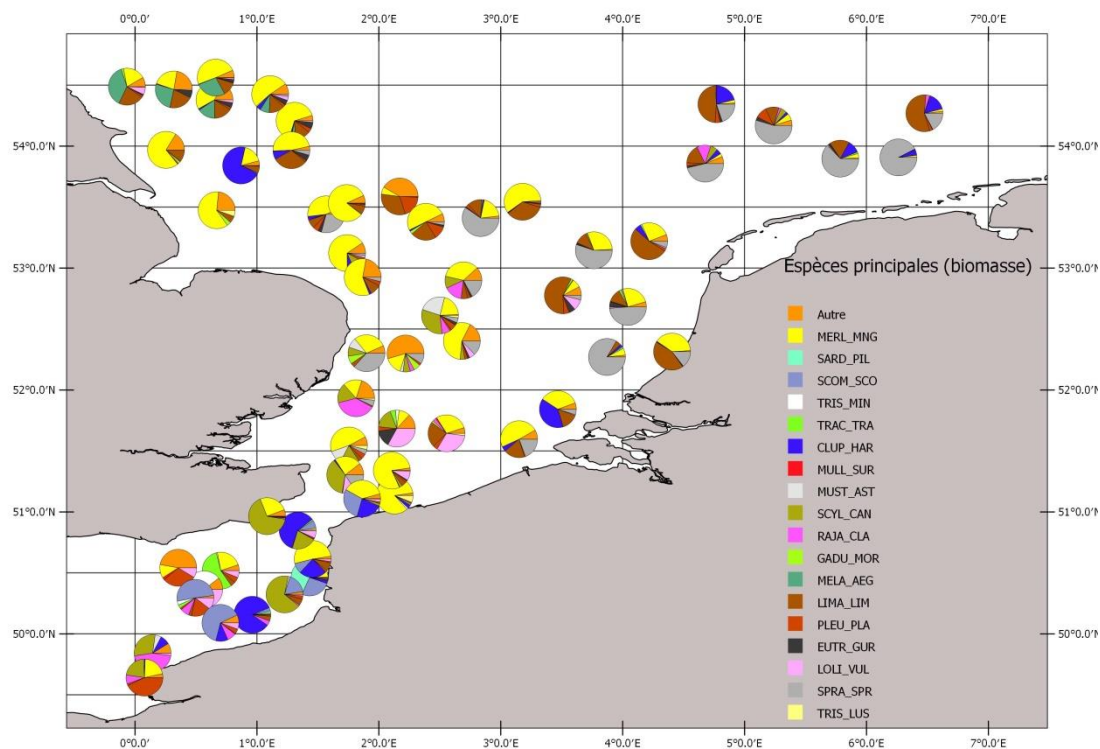 0°0.0′ 1°0.0′ 2°0.0′ 3°0.0′ 4°0.0′ 5°0.0′ 6°0.0′ 7°0.0′
54°0.0′ 54°0.0′
53°0.0′ 53°0.0′
Espèces principales (biomasse)
Autre
MERL_MNG
SARD_PIL
SCOM_SCO
TRIS_MIN
TRAC_TRA
CLUP_HAR
MULL_SUR
MUST_AST
SCYL_CAN
RAJA_CLA
GADU_MOR
MELA_AEG
LIMA_LIM
PLEU_PLA
EUTR_GUR
LOLI_VUL
SPRA_SPR
TRIS_LUS
52°0.0′ 52°0.0′
51°0.0′ 51°0.0′
50°0.0′ 50°0.0′
0°0.0′ 1°0.0′ 2°0.0′ 3°0.0′ 4°0.0′ 5°0.0′ 6°0.0′ 7°0.0′